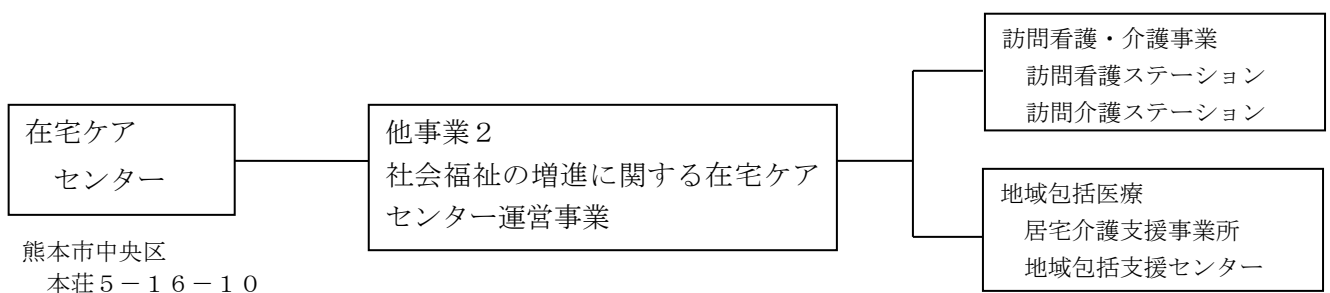 在宅ケア
センター
熊本市中央区
本荘５－１６－１０
他事業２
社会福祉の増進に関する在宅ケア
センター運営事業
訪問看護・介護事業
訪問看護ステーション
訪問介護ステーション
地域包括医療
居宅介護支援事業所
地域包括支援センター